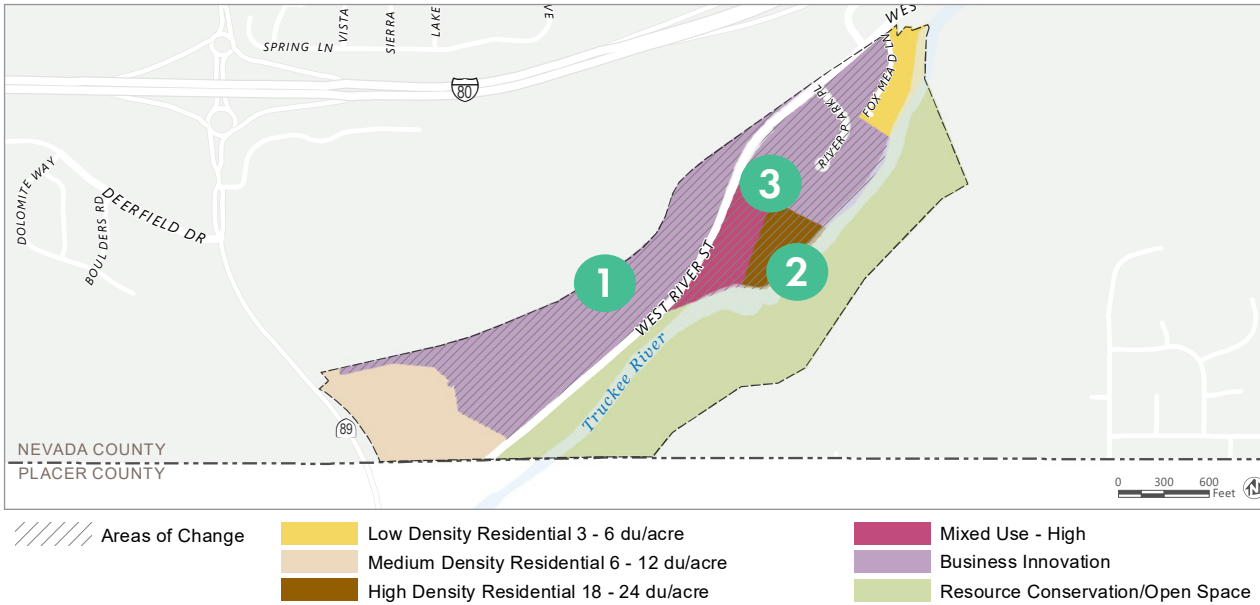 WES
VISTA
SIERRA
LAKE
VE
SPRING LN
80
FOX MEAD LN
RIVER PARK PL
DOLOMITE WAY
BOULDERS RD
DEERFIELD DR
3
1
2
WEST RIVER ST
Truckee River
89
NEVADA COUNTY
PLACER COUNTY
0 300 600
Feet
N
Areas of Change
Low Density Residential 3 - 6 du/acre
Medium Density Residential 6 - 12 du/acre
High Density Residential 18 - 24 du/acre
Mixed Use - High
Business Innovation
Resource Conservation/Open Space